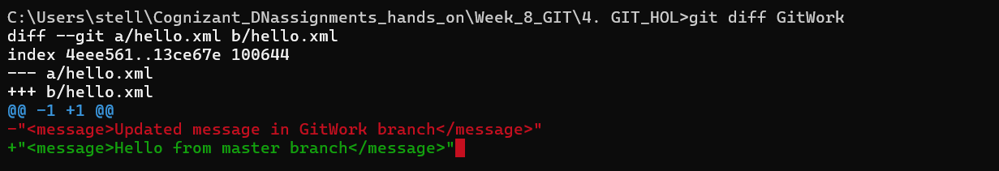 C:\Users\stell\Cognizant_DNassignments_hands_on\Week_8_GIT\4. GIT_HOL>git diff GitWork
diff --git a/hello.xml b/hello.xml
index 4eee561..13ce67e 100644
--- a/hello.xml
+++ b/hello.xml
@@ -1 +1 @@
-"<message>Updated message in GitWork branch</message>"
+"<message>Hello from master branch</message>"